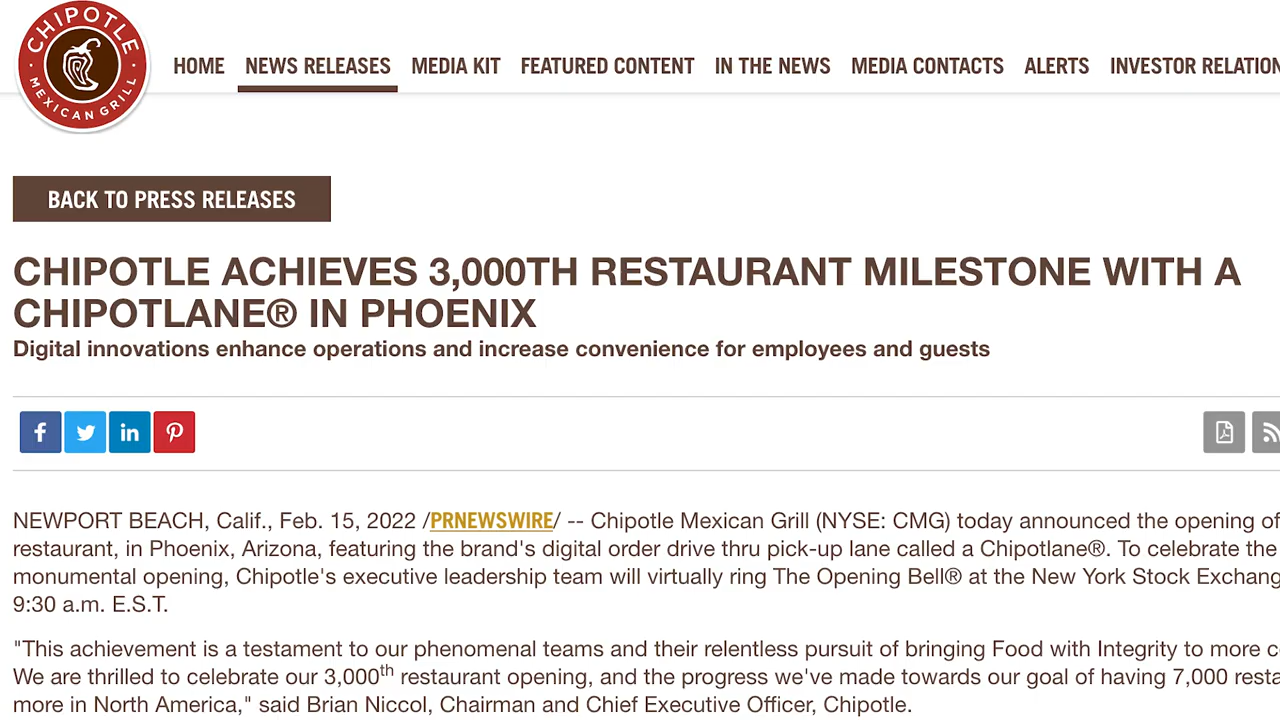 CHIPOTLE
MEXICAN GRILL
HOME NEWS RELEASES MEDIA KIT FEATURED CONTENT IN THE NEWS MEDIA CONTACTS ALERTS INVESTOR RELATION
BACK TO PRESS RELEASES
CHIPOTLE ACHIEVES 3,000TH RESTAURANT MILESTONE WITH A
CHIPOTLANE® IN PHOENIX
Digital innovations enhance operations and increase convenience for employees and guests
NEWPORT BEACH, Calif., Feb. 15, 2022 /PRNEWSWIRE/ -- Chipotle Mexican Grill (NYSE: CMG) today announced the opening of
restaurant, in Phoenix, Arizona, featuring the brand's digital order drive thru pick-up lane called a Chipotlane®. To celebrate the
monumental opening, Chipotle's executive leadership team will virtually ring The Opening Bell® at the New York Stock Exchang
9:30 a.m. E.S.T.
"This achievement is a testament to our phenomenal teams and their relentless pursuit of bringing Food with Integrity to more c
We are thrilled to celebrate our 3,000th restaurant opening, and the progress we've made towards our goal of having 7,000 resta
more in North America," said Brian Niccol, Chairman and Chief Executive Officer, Chipotle.